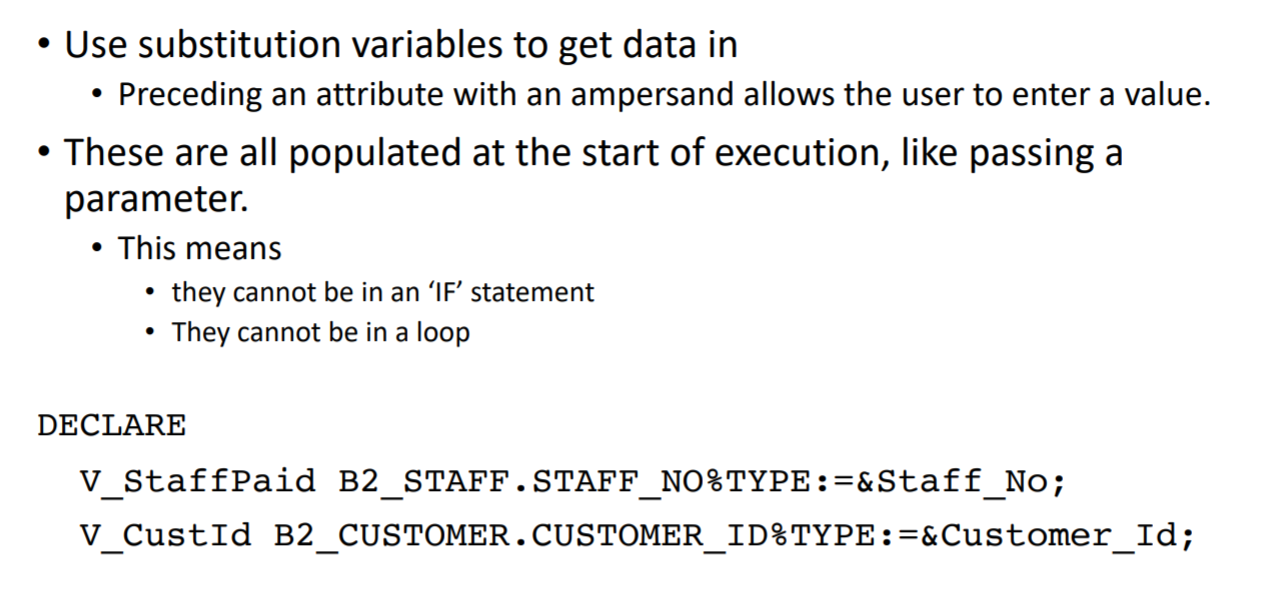 • Use substitution variables to get data in
• Preceding an attribute with an ampersand allows the user to enter a value.
• These are all populated at the start of execution, like passing a
parameter.
• This means
• they cannot be in an ‘IF’ statement
• They cannot be in a loop
DECLARE
V_StaffPaid B2_STAFF.STAFF_NO%TYPE:=&Staff_No;
V_CustId B2_CUSTOMER.CUSTOMER_ID%TYPE:=&Customer_Id;